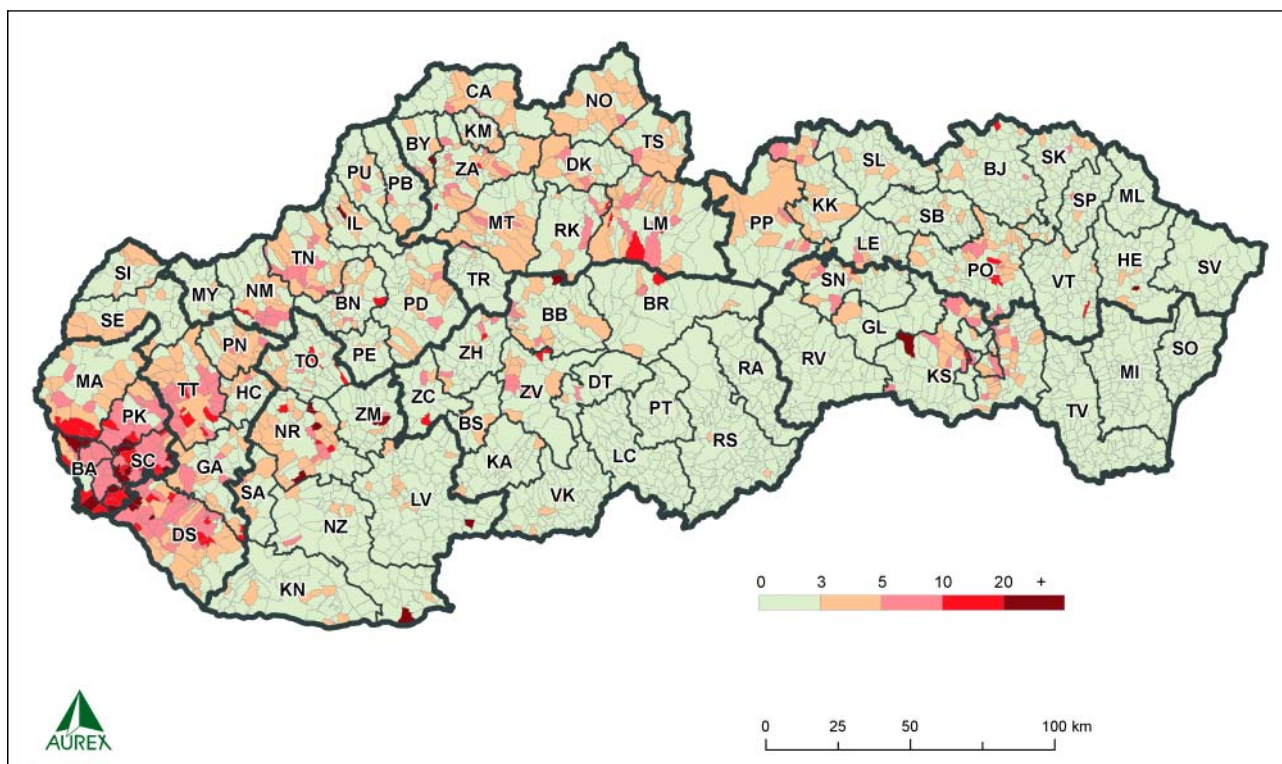 CA
NO
KM
BY
TS
ZA
DK
PU
PB
SL
BJ
SK
ML
SP
KK
SB
PP
MT
RK
LM
IL
LE
TN
HE
SV
PO
VT
SI
TR
SN
MY
NM
BN
PD
BB
BR
SE
GL
SO
PN
TO
PE
ZH
RV
MI
MA
TT
HC
ZC
DT
RA
KS
TV
PK
NR
ZM
BS
ZV
PT
SC
BA
GA
KA
LC
RS
SA
LV
DS
NZ
VK
KN
0 3 5 10 20 +
0 25 50 100 km
AUREX